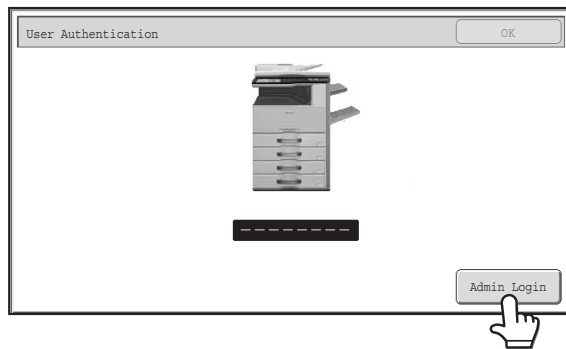 User Authentication
OK
--------
Admin Login